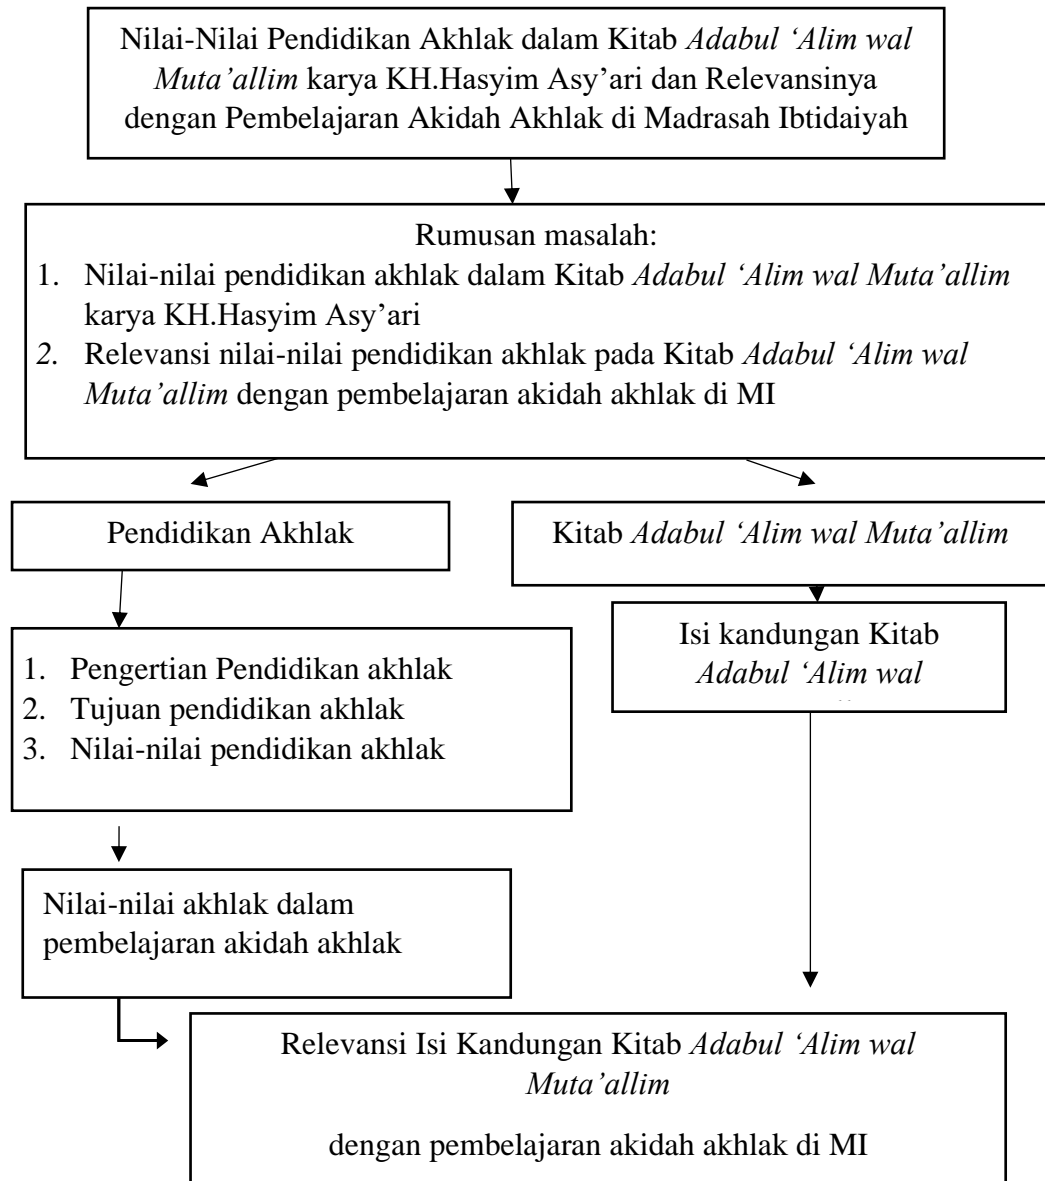 Nilai-Nilai Pendidikan Akhlak dalam Kitab Adabul ‘Alim wal
Muta’allim karya KH.Hasyim Asy’ari dan Relevansinya
dengan Pembelajaran Akidah Akhlak di Madrasah Ibtidaiyah
Rumusan masalah:
1. Nilai-nilai pendidikan akhlak dalam Kitab Adabul ‘Alim wal Muta’allim
karya KH.Hasyim Asy’ari
2. Relevansi nilai-nilai pendidikan akhlak pada Kitab Adabul ‘Alim wal
Muta’allim dengan pembelajaran akidah akhlak di MI
Pendidikan Akhlak
Kitab Adabul ‘Alim wal Muta’allim
1. Pengertian Pendidikan akhlak
2. Tujuan pendidikan akhlak
3. Nilai-nilai pendidikan akhlak
Isi kandungan Kitab
Adabul ‘Alim wal
Nilai-nilai akhlak dalam
pembelajaran akidah akhlak
Relevansi Isi Kandungan Kitab Adabul ‘Alim wal
Muta’allim
dengan pembelajaran akidah akhlak di MI